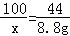 100/x = 44/8.8g